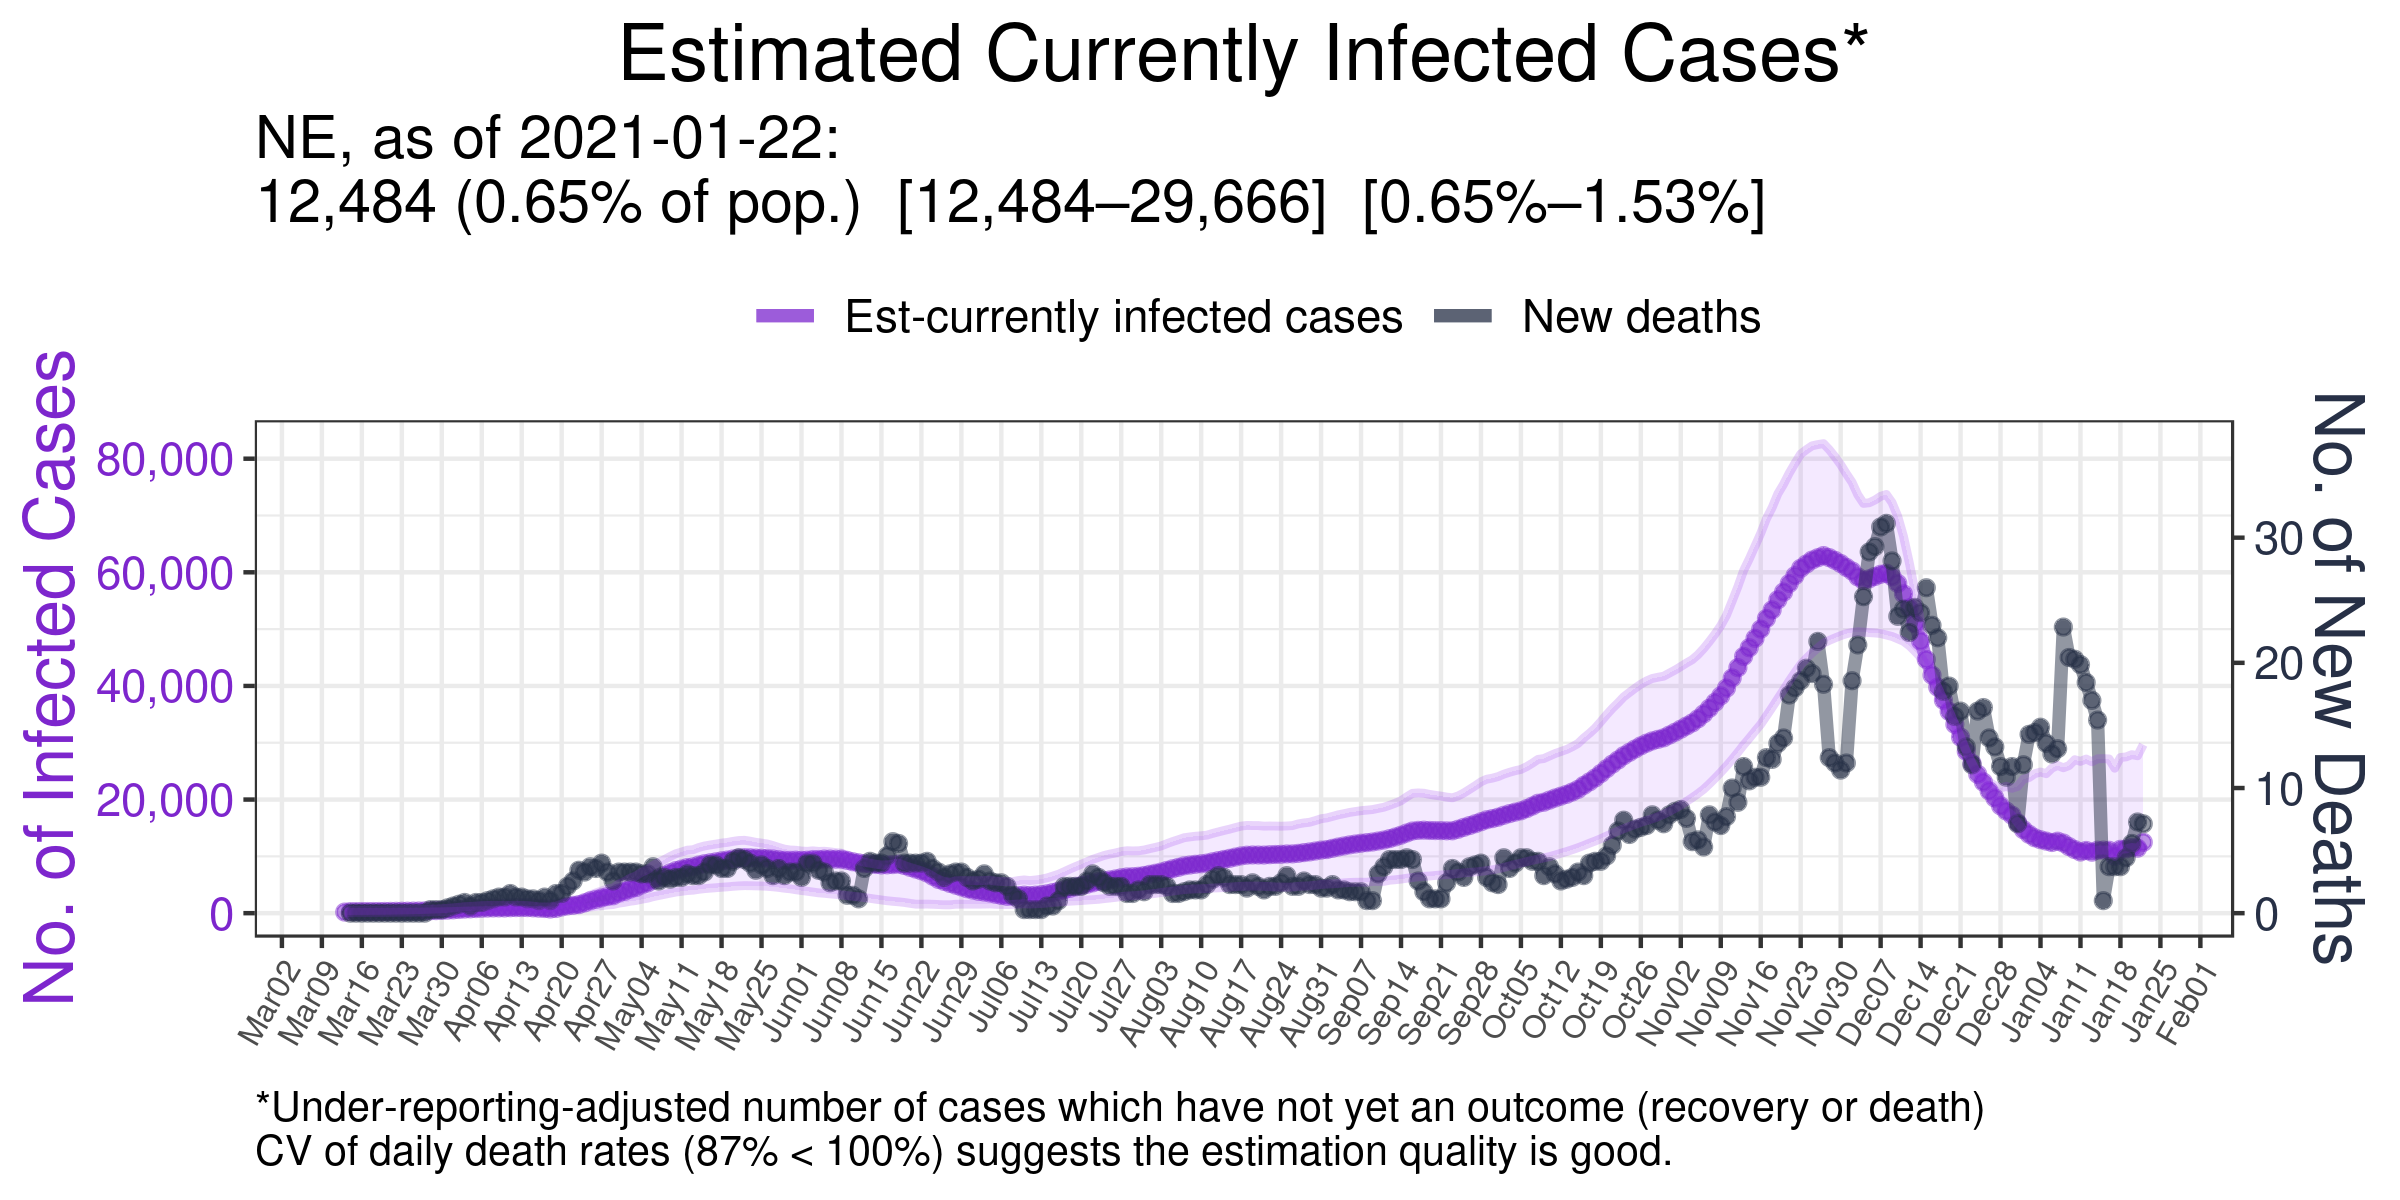 Estimated Currently Infected Cases*
NE, as of 2021-01-22:
12,484 (0.65% of pop.)  [12,484–29,666]  [0.65%–1.53%]
Est-currently infected cases
New deaths
No. of Infected Cases
80,000
60,000
40,000
20,000
0
30
20
10
0
No. of New Deaths
Mar02
Mar09
Mar16
Mar23
Mar30
Apr06
Apr13
Apr20
Apr27
May04
May11
May18
May25
Jun01
Jun08
Jun15
Jun22
Jun29
Jul06
Jul13
Jul20
Jul27
Aug03
Aug10
Aug17
Aug24
Aug31
Sep07
Sep14
Sep21
Sep28
Oct05
Oct12
Oct19
Oct26
Nov02
Nov09
Nov16
Nov23
Nov30
Dec07
Dec14
Dec21
Dec28
Jan04
Jan11
Jan18
Jan25
Feb01
*Under-reporting-adjusted number of cases which have not yet an outcome (recovery or death)
CV of daily death rates (87% < 100%) suggests the estimation quality is good.